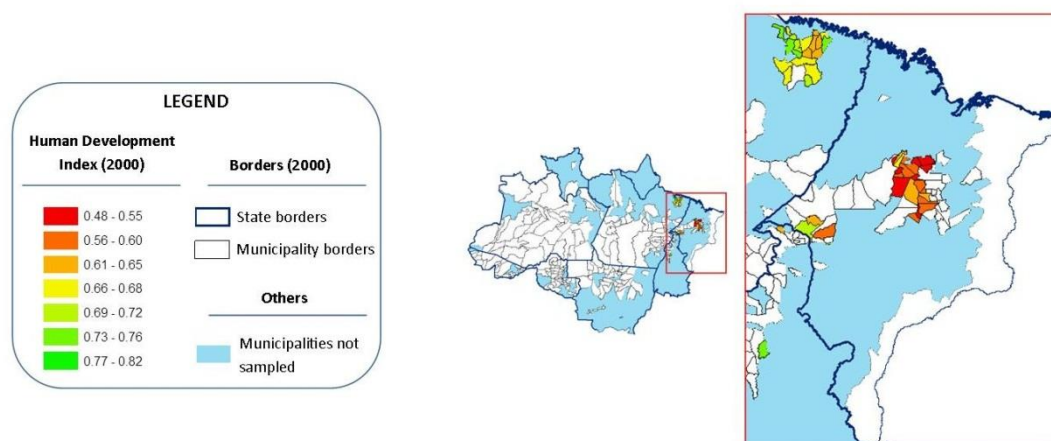 LEGEND
Human Development
Index (2000)
0.48 - 0.55
0.56 - 0.60
0.61 - 0.65
0.66 - 0.68
0.69 - 0.72
0.73 - 0.76
0.77 - 0.82
Borders (2000)
State borders
Municipality borders
Others
Municipalities not
sampled